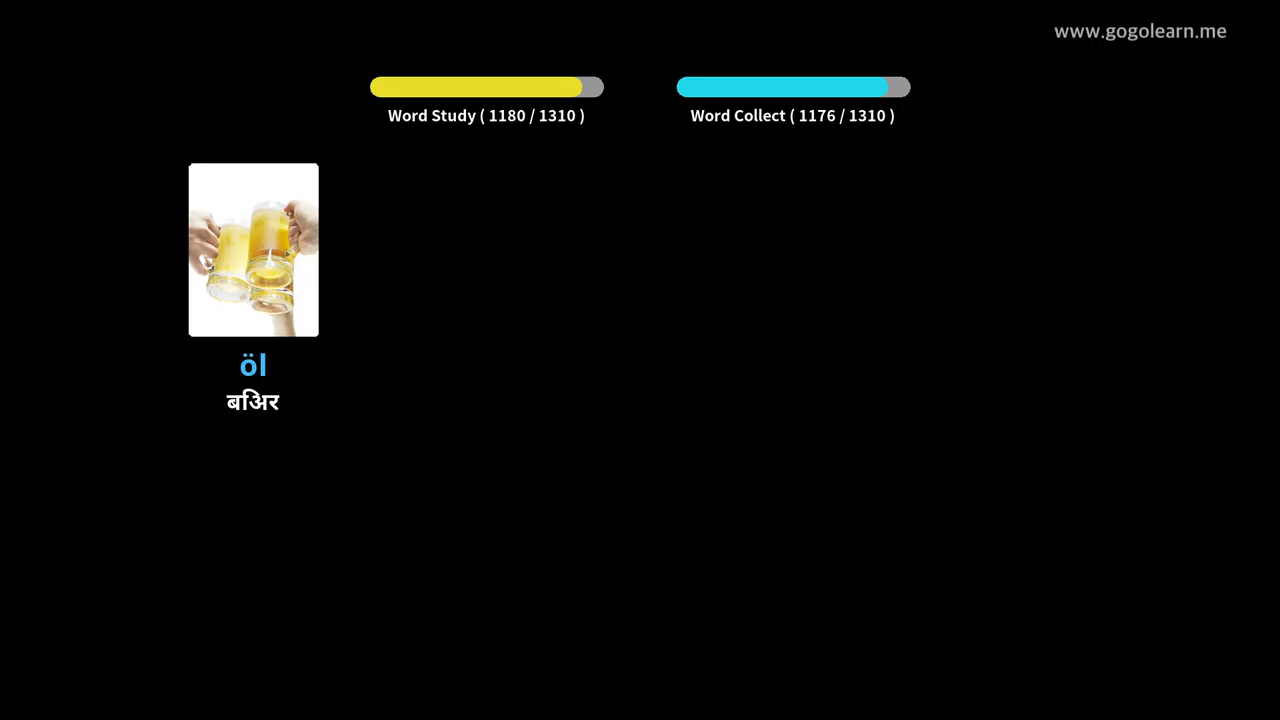 www.gogolearn.me
Word Study ( 1180 / 1310 )
Word Collect ( 1176 / 1310 )
öl
बअिर